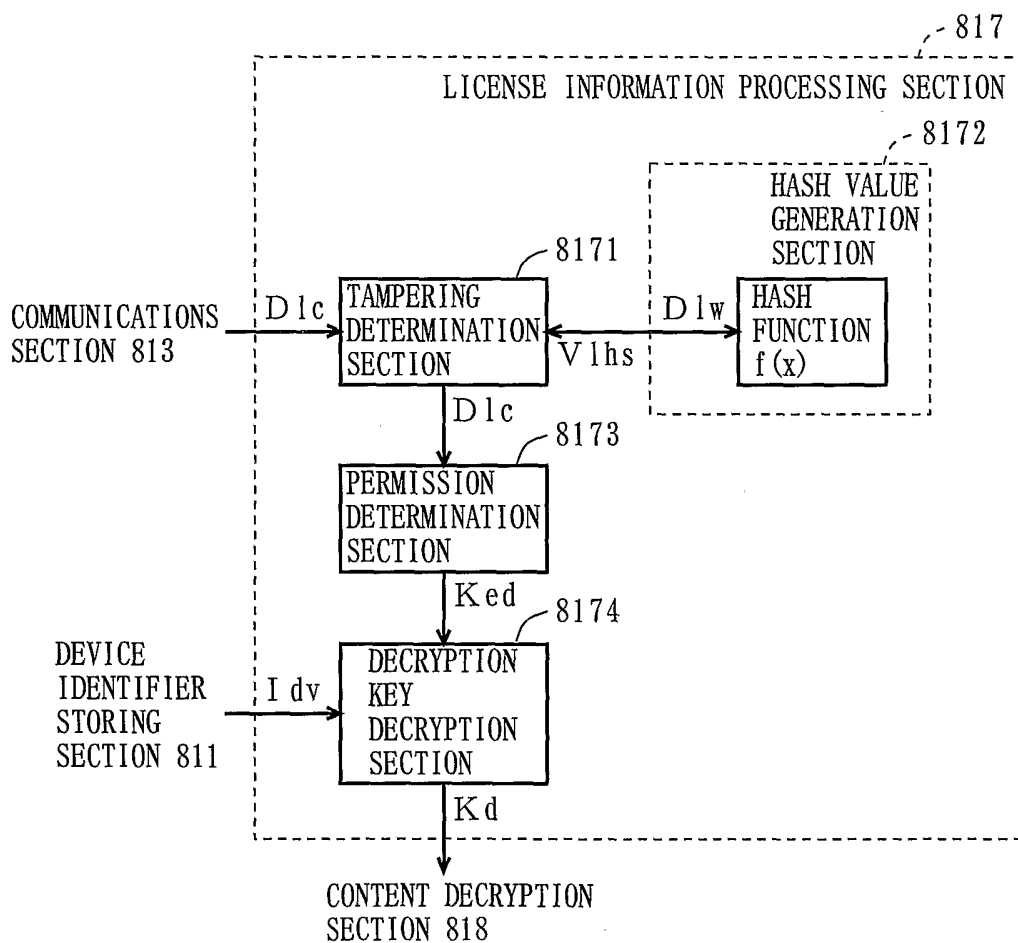 817
LICENSE INFORMATION PROCESSING SECTION
8172
HASH VALUE
GENERATION
SECTION
8171
COMMUNICATIONS
SECTION 813
Dlc
TAMPERING
DETERMINATION
SECTION
Dlw
Vlhs
HASH
FUNCTION
f(x)
Dlc
8173
PERMISSION
DETERMINATION
SECTION
Ked
8174
DEVICE
IDENTIFIER
STORING
SECTION 811
Idv
DECRYPTION
KEY
DECRYPTION
SECTION
Kd
CONTENT DECRYPTION
SECTION 818